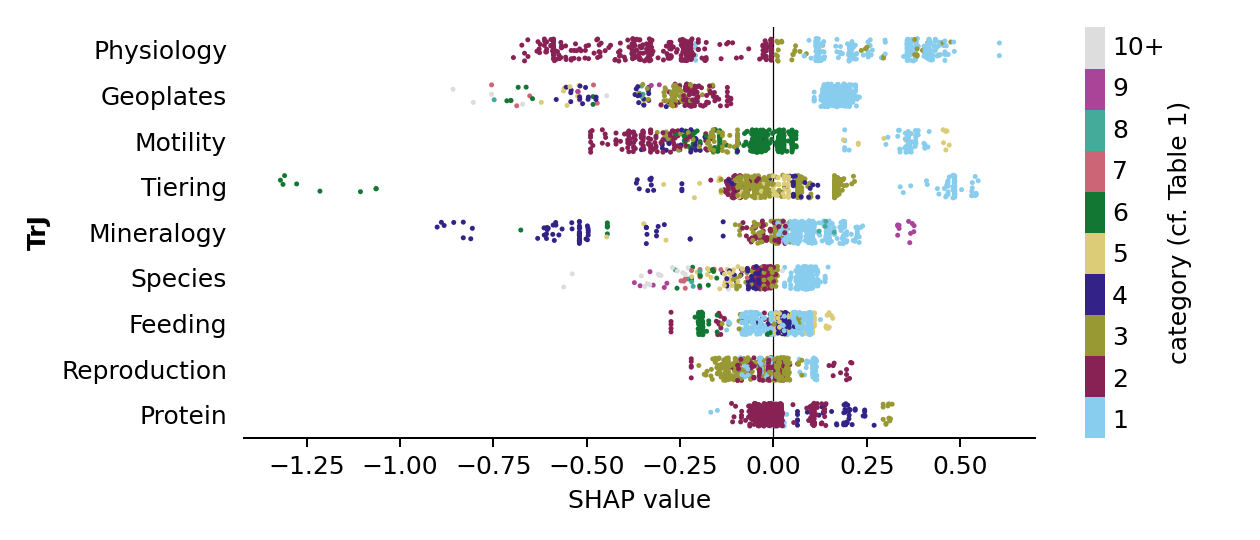 TrJ
Physiology
Geoplates
Motility
Tiering
Mineralogy
Species
Feeding
Reproduction
Protein
−1.25 −1.00 −0.75 −0.50 −0.25 0.00 0.25 0.50
SHAP value
10+
9
8
7
6
5
4
3
2
1
category (cf. Table 1)